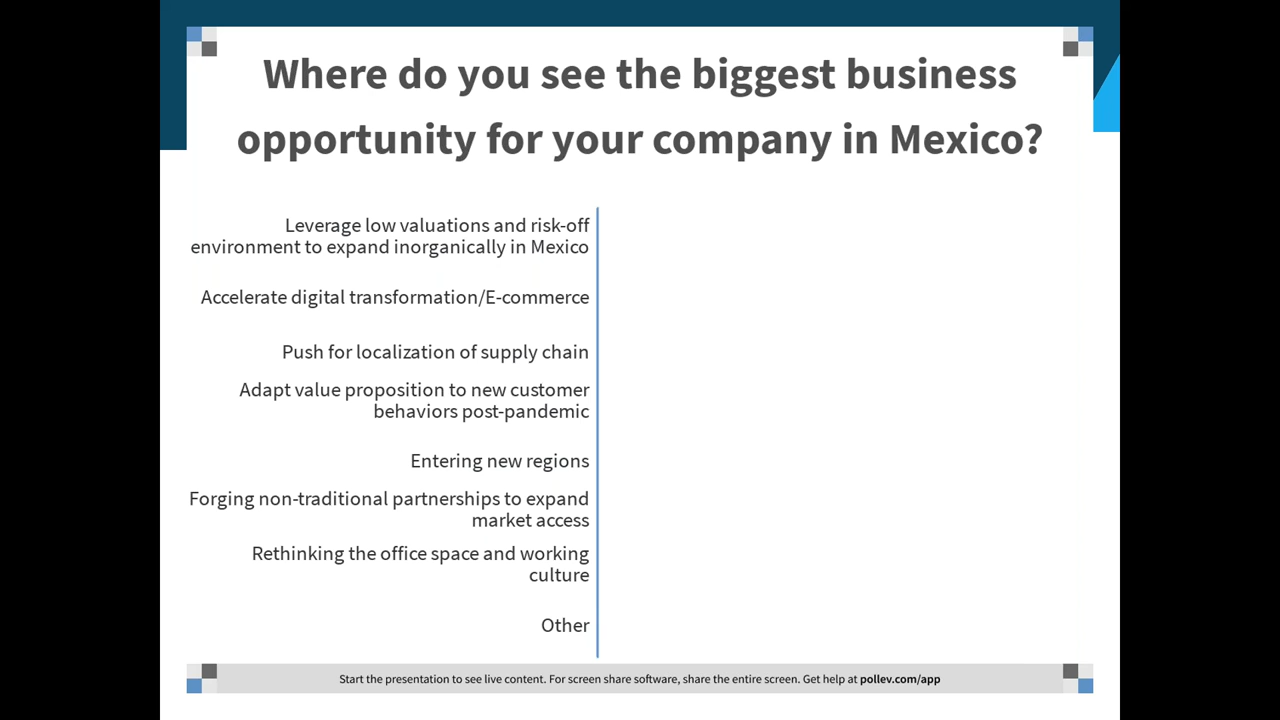 Where do you see the biggest business
opportunity for your company in Mexico?
Leverage low valuations and risk-off
environment to expand inorganically in Mexico
Accelerate digital transformation/E-commerce
Push for localization of supply chain
Adapt value proposition to new customer
behaviors post-pandemic
Entering new regions
Forging non-traditional partnerships to expand
market access
Rethinking the office space and working
culture
Other
Start the presentation to see live content. For screen share software, share the entire screen. Get help at pollev.com/app